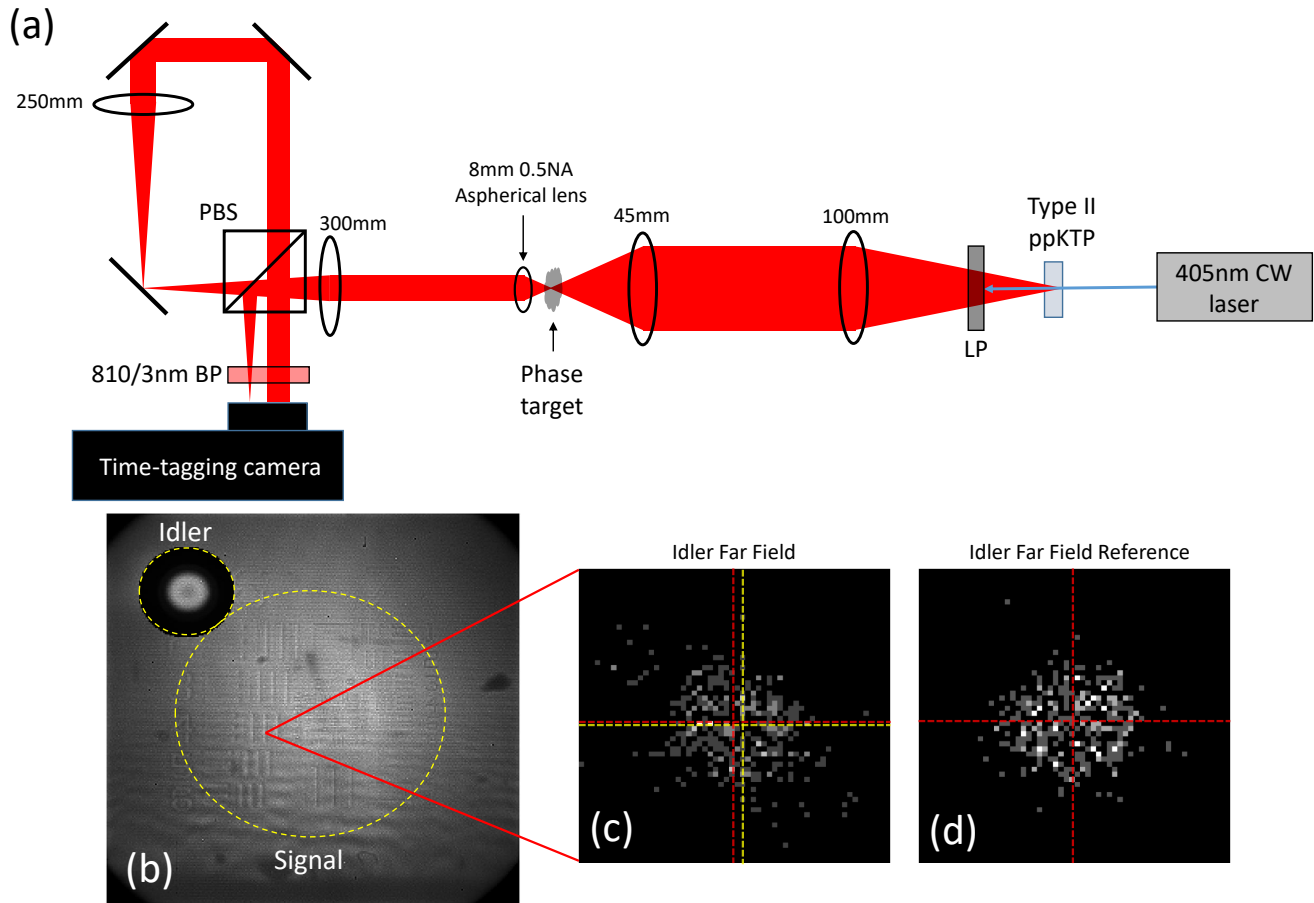 (a)
250mm
PBS
300mm
8mm 0.5NA
Aspherical lens
45mm
100mm
Type II
ppKTP
405nm CW
laser
LP
Phase
target
810/3nm BP
Time-tagging camera
Idler
Signal
(b)
Idler Far Field
(c)
Idler Far Field Reference
(d)